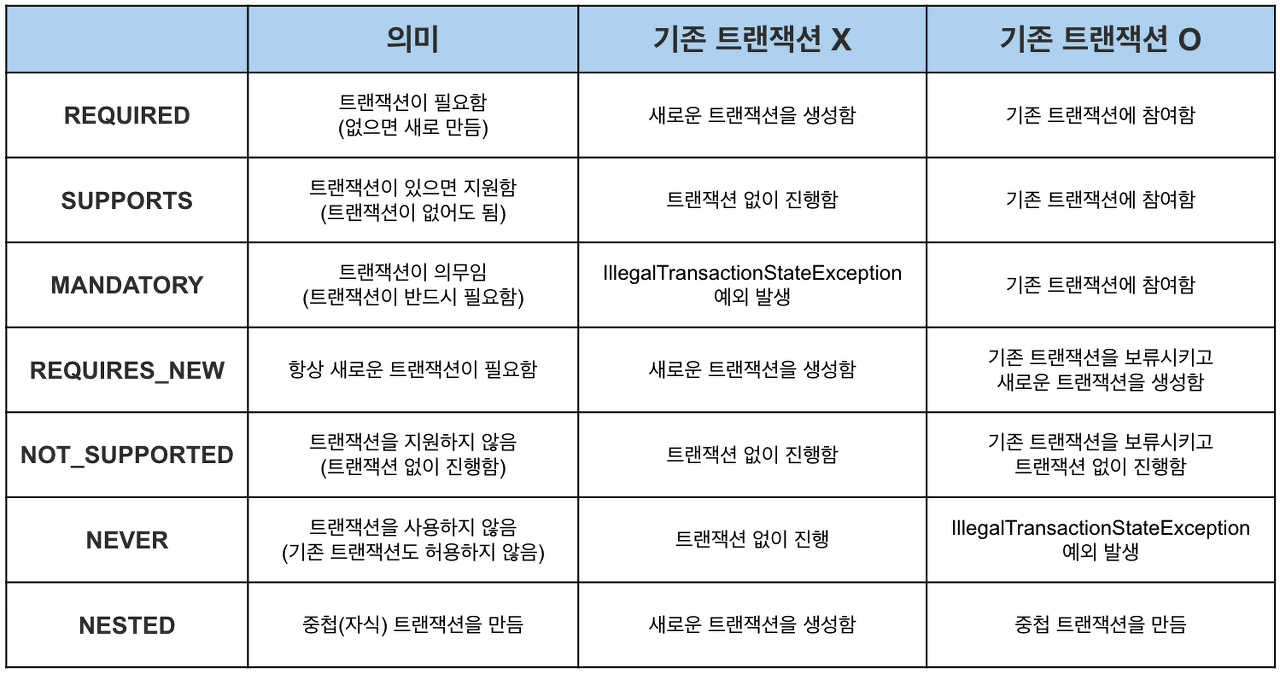 의미
기존 트랜잭션 X
기존 트랜잭션 O
REQUIRED
트랜잭션이 필요함
(없으면 새로 만듬)
새로운 트랜잭션을 생성함
기존 트랜잭션에 참여함
SUPPORTS
트랜잭션이 있으면 지원함
(트랜잭션이 없어도 됨)
트랜잭션 없이 진행함
기존 트랜잭션에 참여함
MANDATORY
트랜잭션이 의무임
(트랜잭션이 반드시 필요함)
IllegalTransactionStateException
예외 발생
기존 트랜잭션에 참여함
REQUIRES_NEW
항상 새로운 트랜잭션이 필요함
새로운 트랜잭션을 생성함
기존 트랜잭션을 보류시키고
새로운 트랜잭션을 생성함
NOT_SUPPORTED
트랜잭션을 지원하지 않음
(트랜잭션 없이 진행함)
트랜잭션 없이 진행함
기존 트랜잭션을 보류시키고
트랜잭션 없이 진행함
NEVER
트랜잭션을 사용하지 않음
(기존 트랜잭션도 허용하지 않음)
트랜잭션 없이 진행
IllegalTransactionStateException
예외 발생
NESTED
중첩(자식) 트랜잭션을 만듬
새로운 트랜잭션을 생성함
중첩 트랜잭션을 만듬